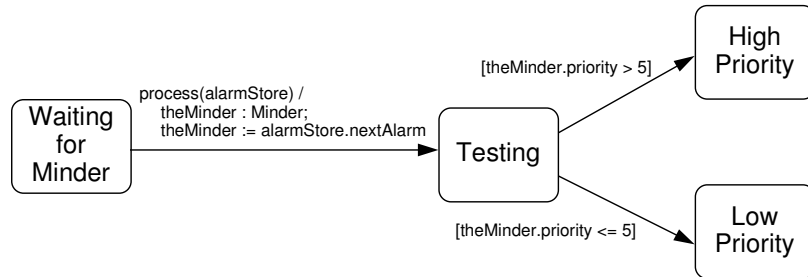 High
Priority
[theMinder.priority > 5]
process(alarmStore) /
theMinder : Minder;
theMinder := alarmStore.nextAlarm
Waiting
for
Minder
Testing
[theMinder.priority <= 5]
Low
Priority